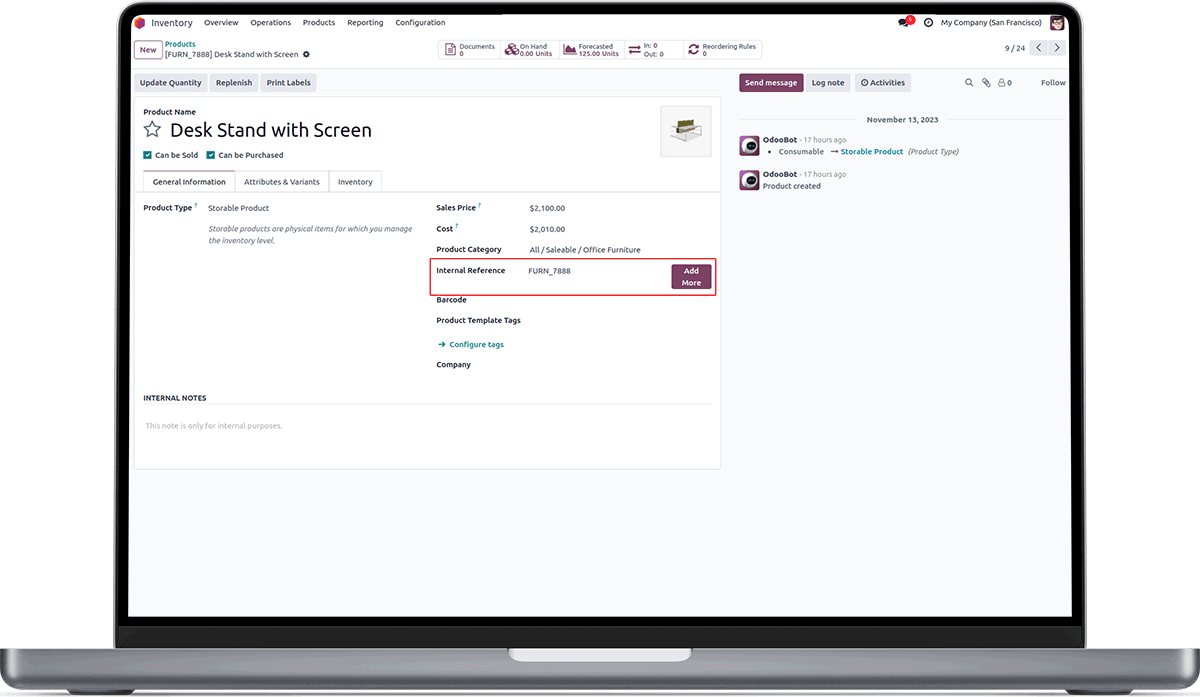 Inventory Overview Operations Products Reporting Configuration 6 My Company (San Francisco)
New Products
[FURN_7888] Desk Stand with Screen
Documents 0
On Hand 0.00 Units
Forecasted 125.00 Units
In: 0
Out: 0
Reordering Rules 0
9 / 24
Update Quantity Replenish Print Labels
Send message Log note Activities 0 Follow
Product Name
Desk Stand with Screen
Can be Sold Can be Purchased
General Information Attributes & Variants Inventory
Product Type ? Storable Product
Storable products are physical items for which you manage
the inventory level.
Sales Price ? $2,100.00
Cost ? $2,010.00
Product Category All / Saleable / Office Furniture
Internal Reference FURN_7888 Add
More
Barcode
Product Template Tags
→ Configure tags
Company
INTERNAL NOTES
This note is only for internal purposes.
November 13, 2023
OdooBot - 17 hours ago
• Consumable → Storable Product (Product Type)
OdooBot - 17 hours ago
Product created